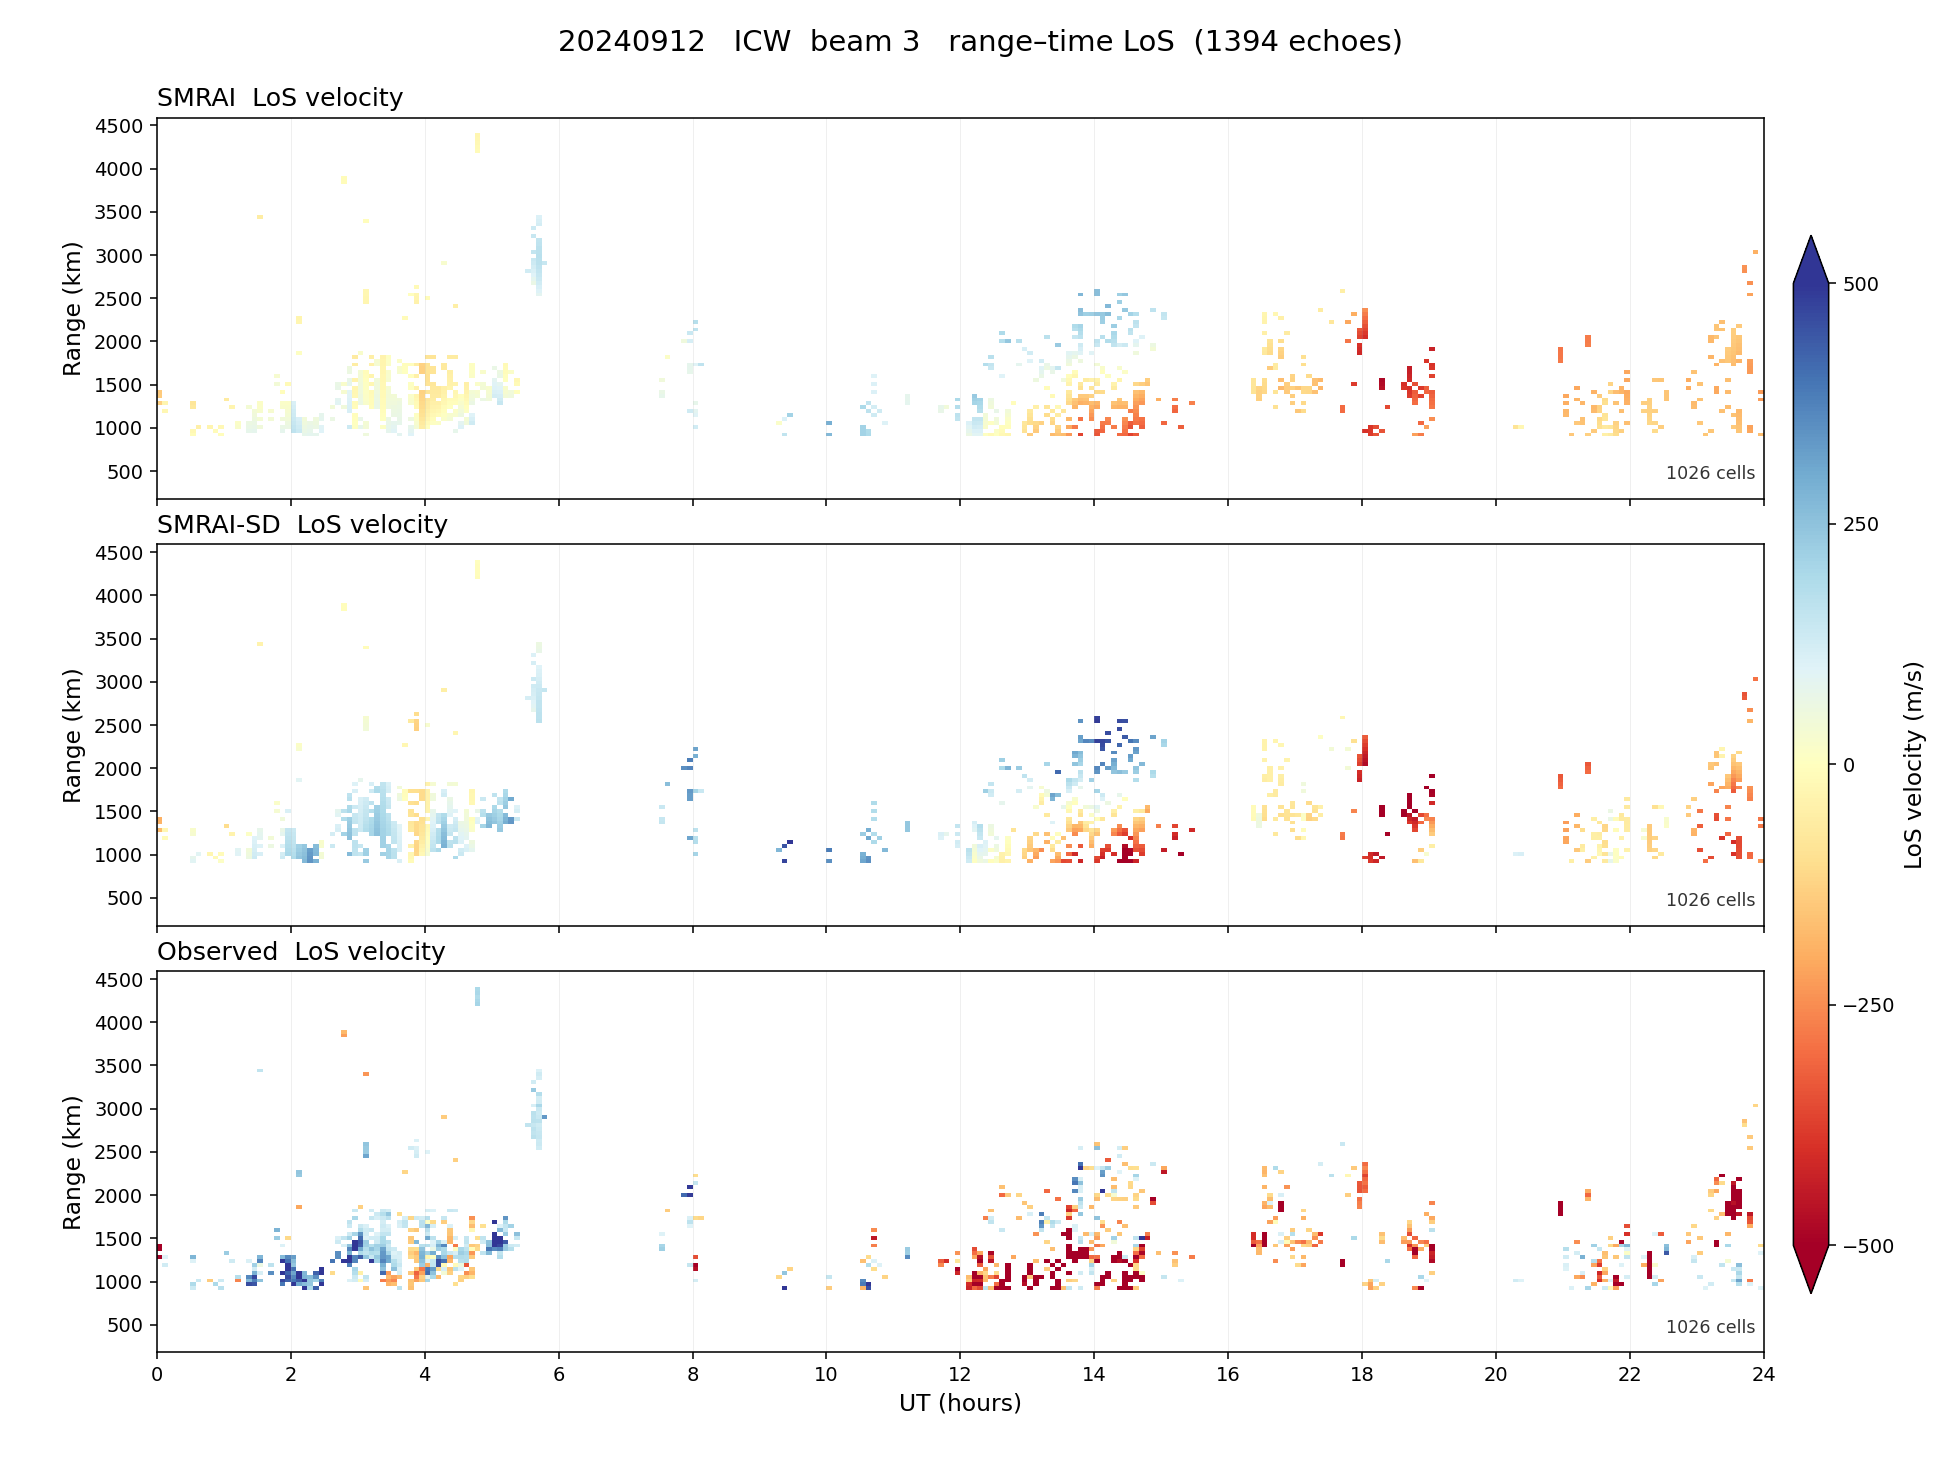 20240912   ICW  beam 3   range–time LoS  (1394 echoes)
SMRAI  LoS velocity
4500
4000
3500
3000
2500
2000
1500
1000
500
Range (km)
1026 cells
SMRAI-SD  LoS velocity
4500
4000
3500
3000
2500
2000
1500
1000
500
Range (km)
1026 cells
Observed  LoS velocity
4500
4000
3500
3000
2500
2000
1500
1000
500
Range (km)
1026 cells
0 2 4 6 8 10 12 14 16 18 20 22 24
UT (hours)
500
250
0
−250
−500
LoS velocity (m/s)